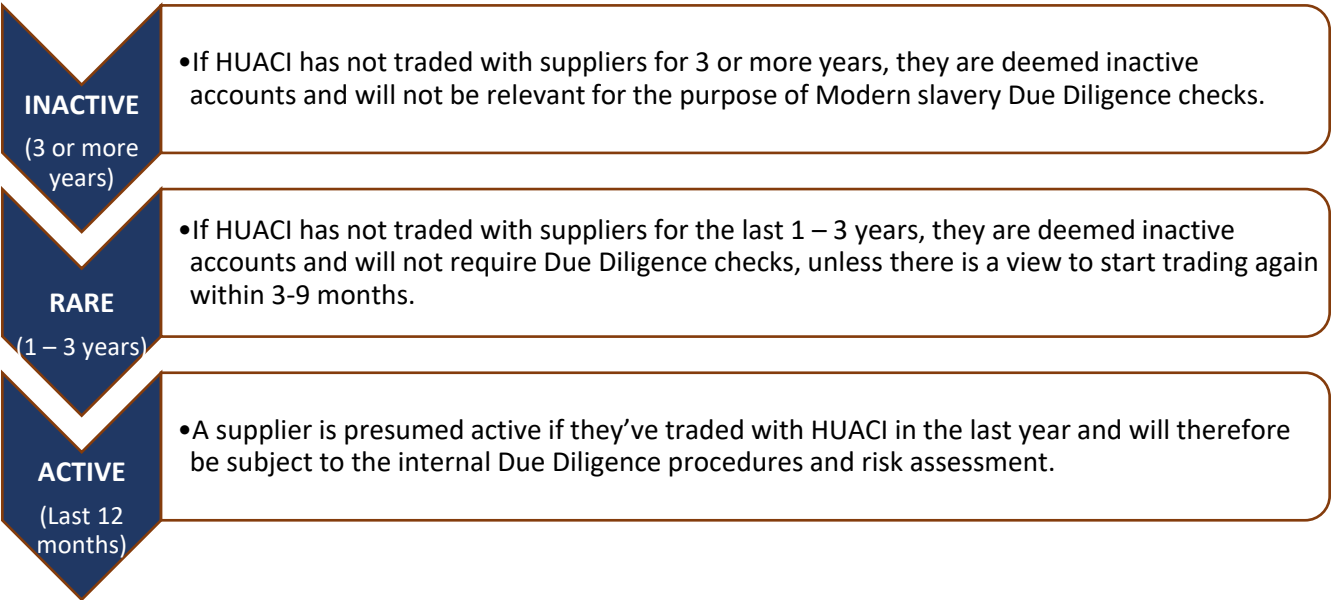 INACTIVE
(3 or more
years)
•If HUACI has not traded with suppliers for 3 or more years, they are deemed inactive
accounts and will not be relevant for the purpose of Modern slavery Due Diligence checks.
RARE
(1 – 3 years)
•If HUACI has not traded with suppliers for the last 1 – 3 years, they are deemed inactive
accounts and will not require Due Diligence checks, unless there is a view to start trading again
within 3-9 months.
ACTIVE
(Last 12
months)
•A supplier is presumed active if they’ve traded with HUACI in the last year and will therefore
be subject to the internal Due Diligence procedures and risk assessment.